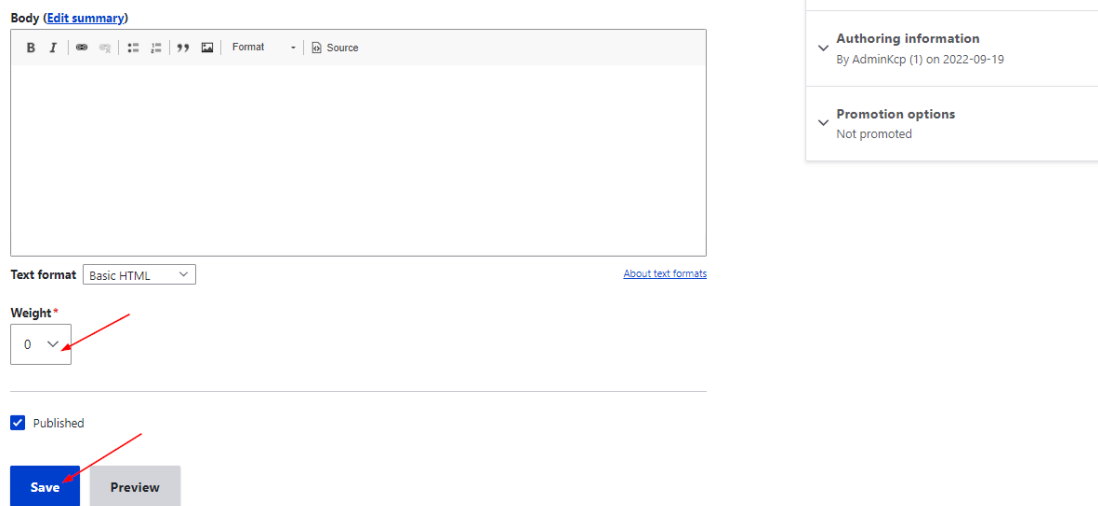 Body (Edit summary)
B I Format Source
Text format Basic HTML
About text formats
Weight*
0
Published
Save Preview
Authoring information
By AdminKcp (1) on 2022-09-19
Promotion options
Not promoted